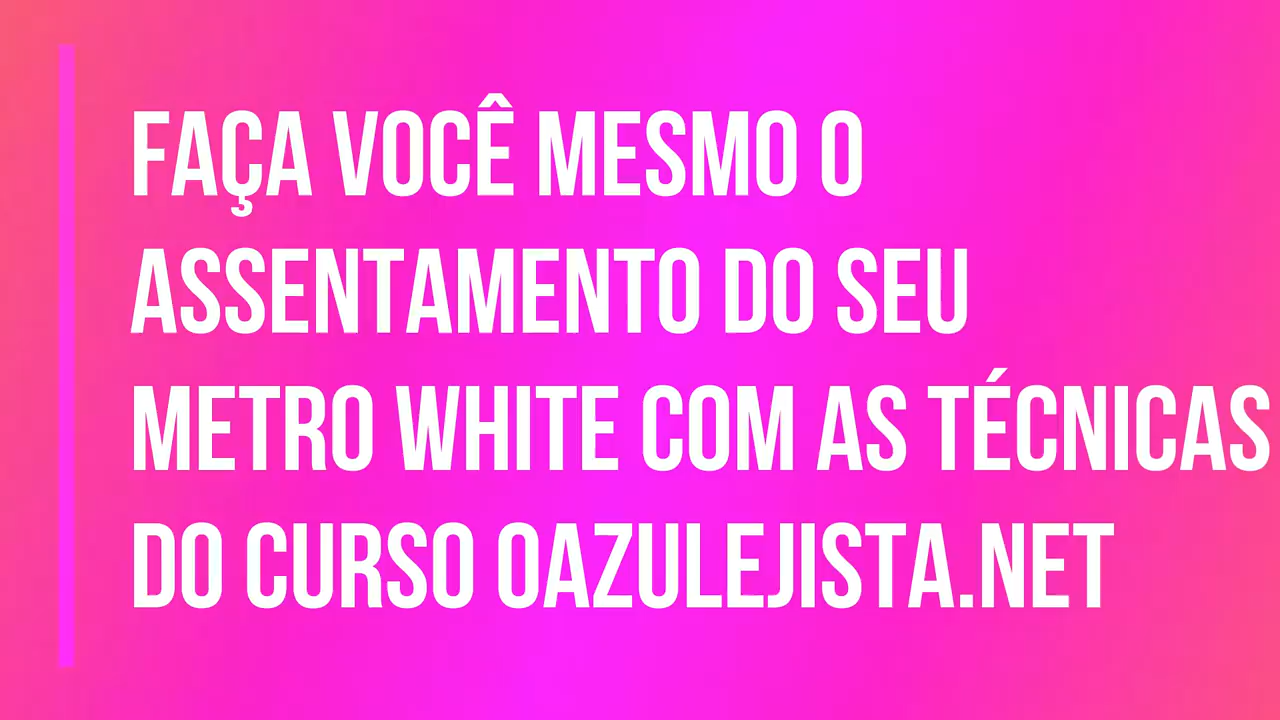 FAÇA VOCÊ MESMO O
ASSENTAMENTO DO SEU
METRO WHITE COM AS TÉCNICAS
DO CURSO OAZULEJISTA.NET